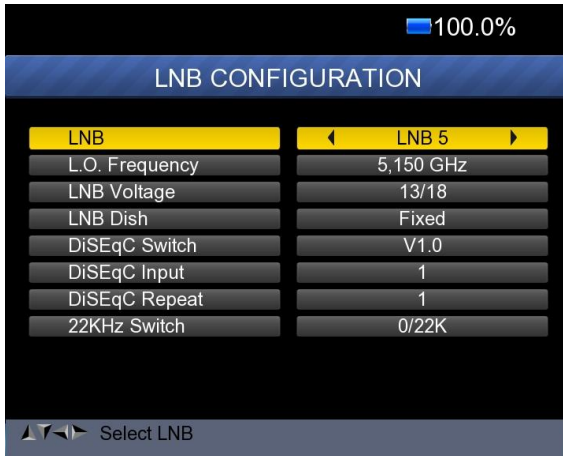 100.0%
LNB CONFIGURATION
LNB LNB 5
L.O. Frequency 5,150 GHz
LNB Voltage 13/18
LNB Dish Fixed
DiSEqC Switch V1.0
DiSEqC Input 1
DiSEqC Repeat 1
22KHz Switch 0/22K
Select LNB